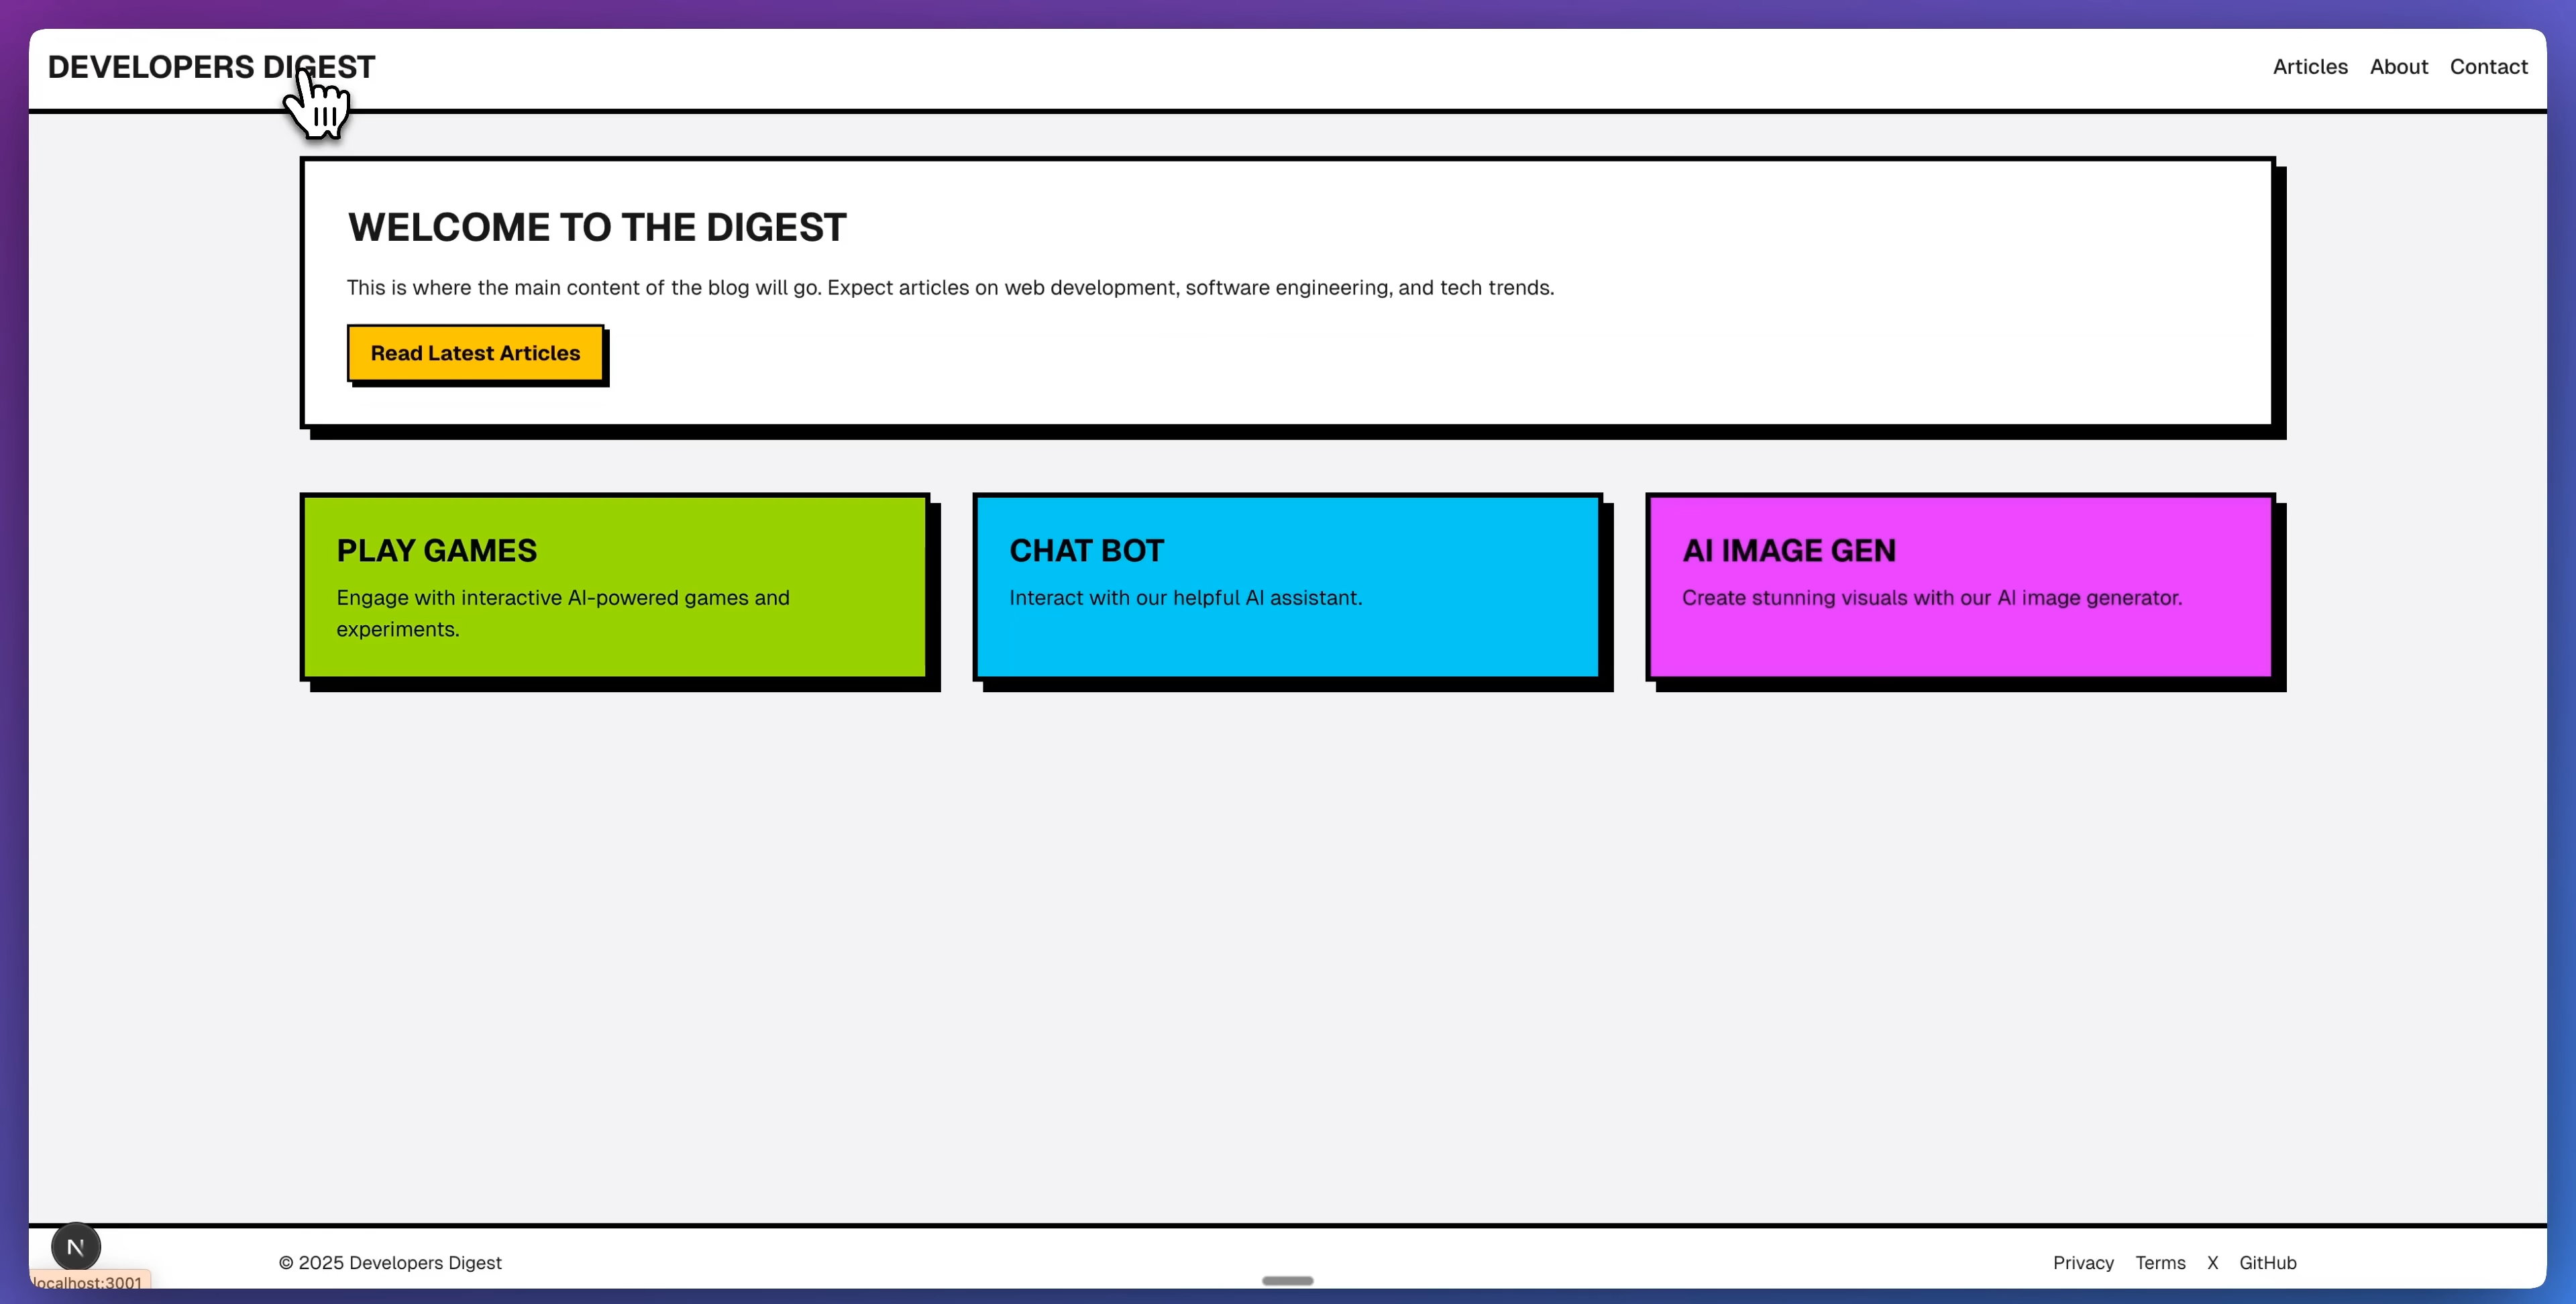 DEVELOPERS DIGEST
Articles About Contact
WELCOME TO THE DIGEST
This is where the main content of the blog will go. Expect articles on web development, software engineering, and tech trends.
Read Latest Articles
PLAY GAMES
Engage with interactive AI-powered games and
experiments.
CHAT BOT
Interact with our helpful AI assistant.
AI IMAGE GEN
Create stunning visuals with our AI image generator.
N
© 2025 Developers Digest
Privacy Terms X GitHub
localhost:3001